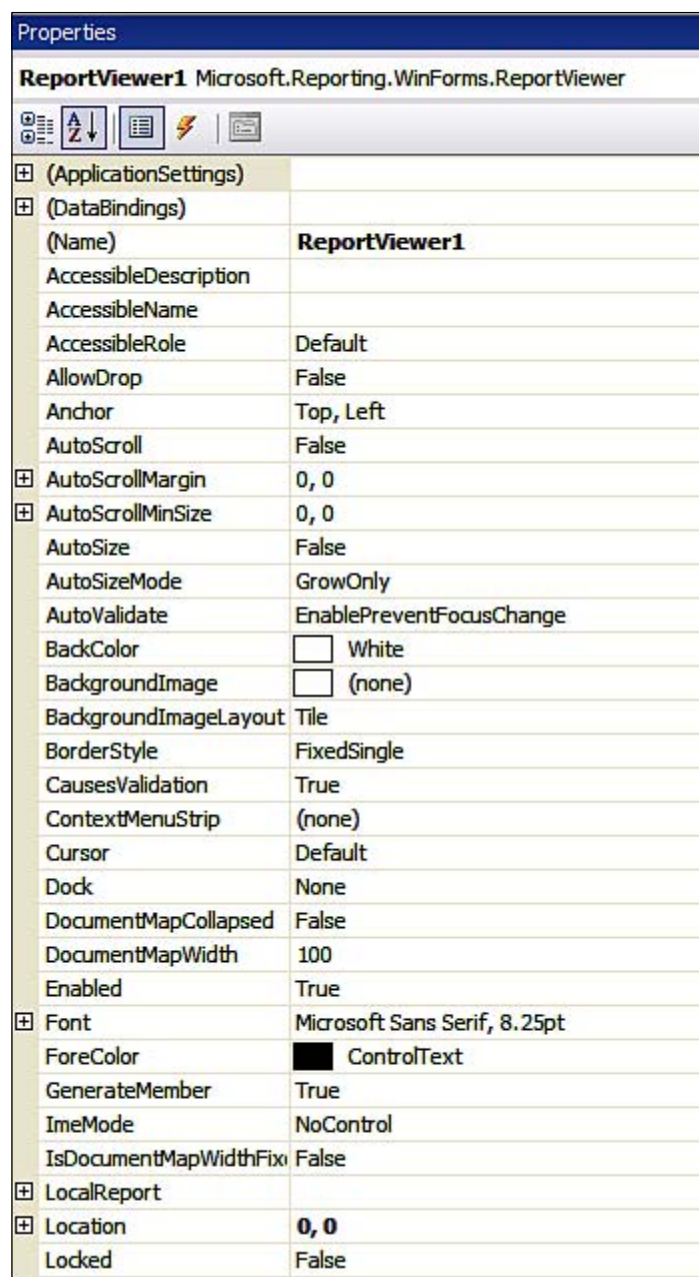 Properties
ReportViewer1 Microsoft.Reporting.WinForms.ReportViewer
(ApplicationSettings)
(DataBindings)
(Name) ReportViewer1
AccessibleDescription
AccessibleName
AccessibleRole Default
AllowDrop False
Anchor Top, Left
AutoScroll False
AutoScrollMargin 0, 0
AutoScrollMinSize 0, 0
AutoSize False
AutoSizeMode GrowOnly
AutoValidate EnablePreventFocusChange
BackColor White
BackgroundImage (none)
BackgroundImageLayout Tile
BorderStyle FixedSingle
CausesValidation True
ContextMenuStrip (none)
Cursor Default
Dock None
DocumentMapCollapsed False
DocumentMapWidth 100
Enabled True
Font Microsoft Sans Serif, 8.25pt
ForeColor ControlText
GenerateMember True
ImeMode NoControl
IsDocumentMapWidthFix False
LocalReport
Location 0, 0
Locked False